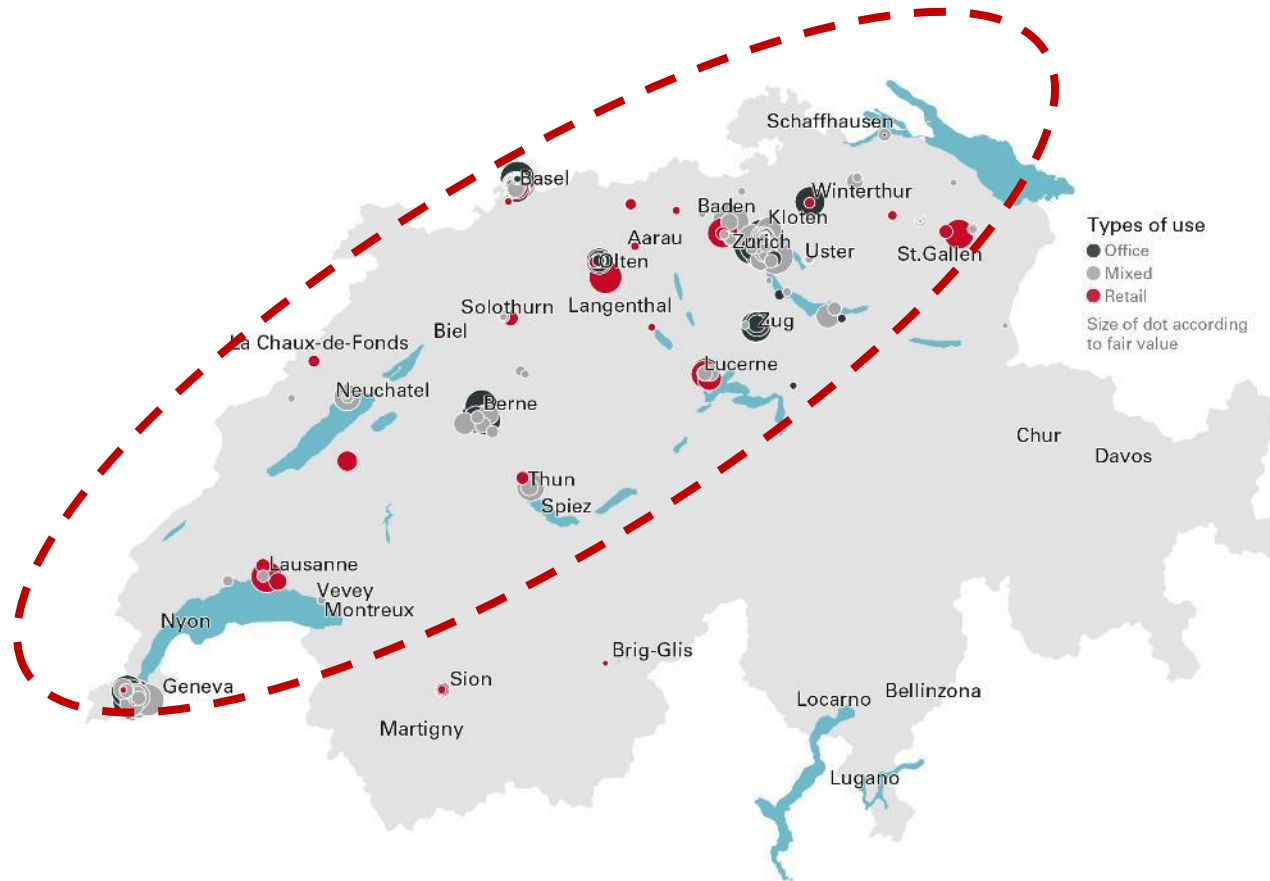 Schaffhausen
Basel
Winterthur
Baden
Kloten
Aarau
Zurich
Uster
St.Gallen
Olten
Langenthal
Solothurn
Biel
La Chaux-de-Fonds
Zug
Lucerne
Neuchatel
Berne
Thun
Spiez
Chur
Davos
Lausanne
Vevey
Montreux
Nyon
Geneva
Sion
Brig-Glis
Martigny
Locarno
Bellinzona
Lugano
Types of use
Office
Mixed
Retail
Size of dot according
to fair value